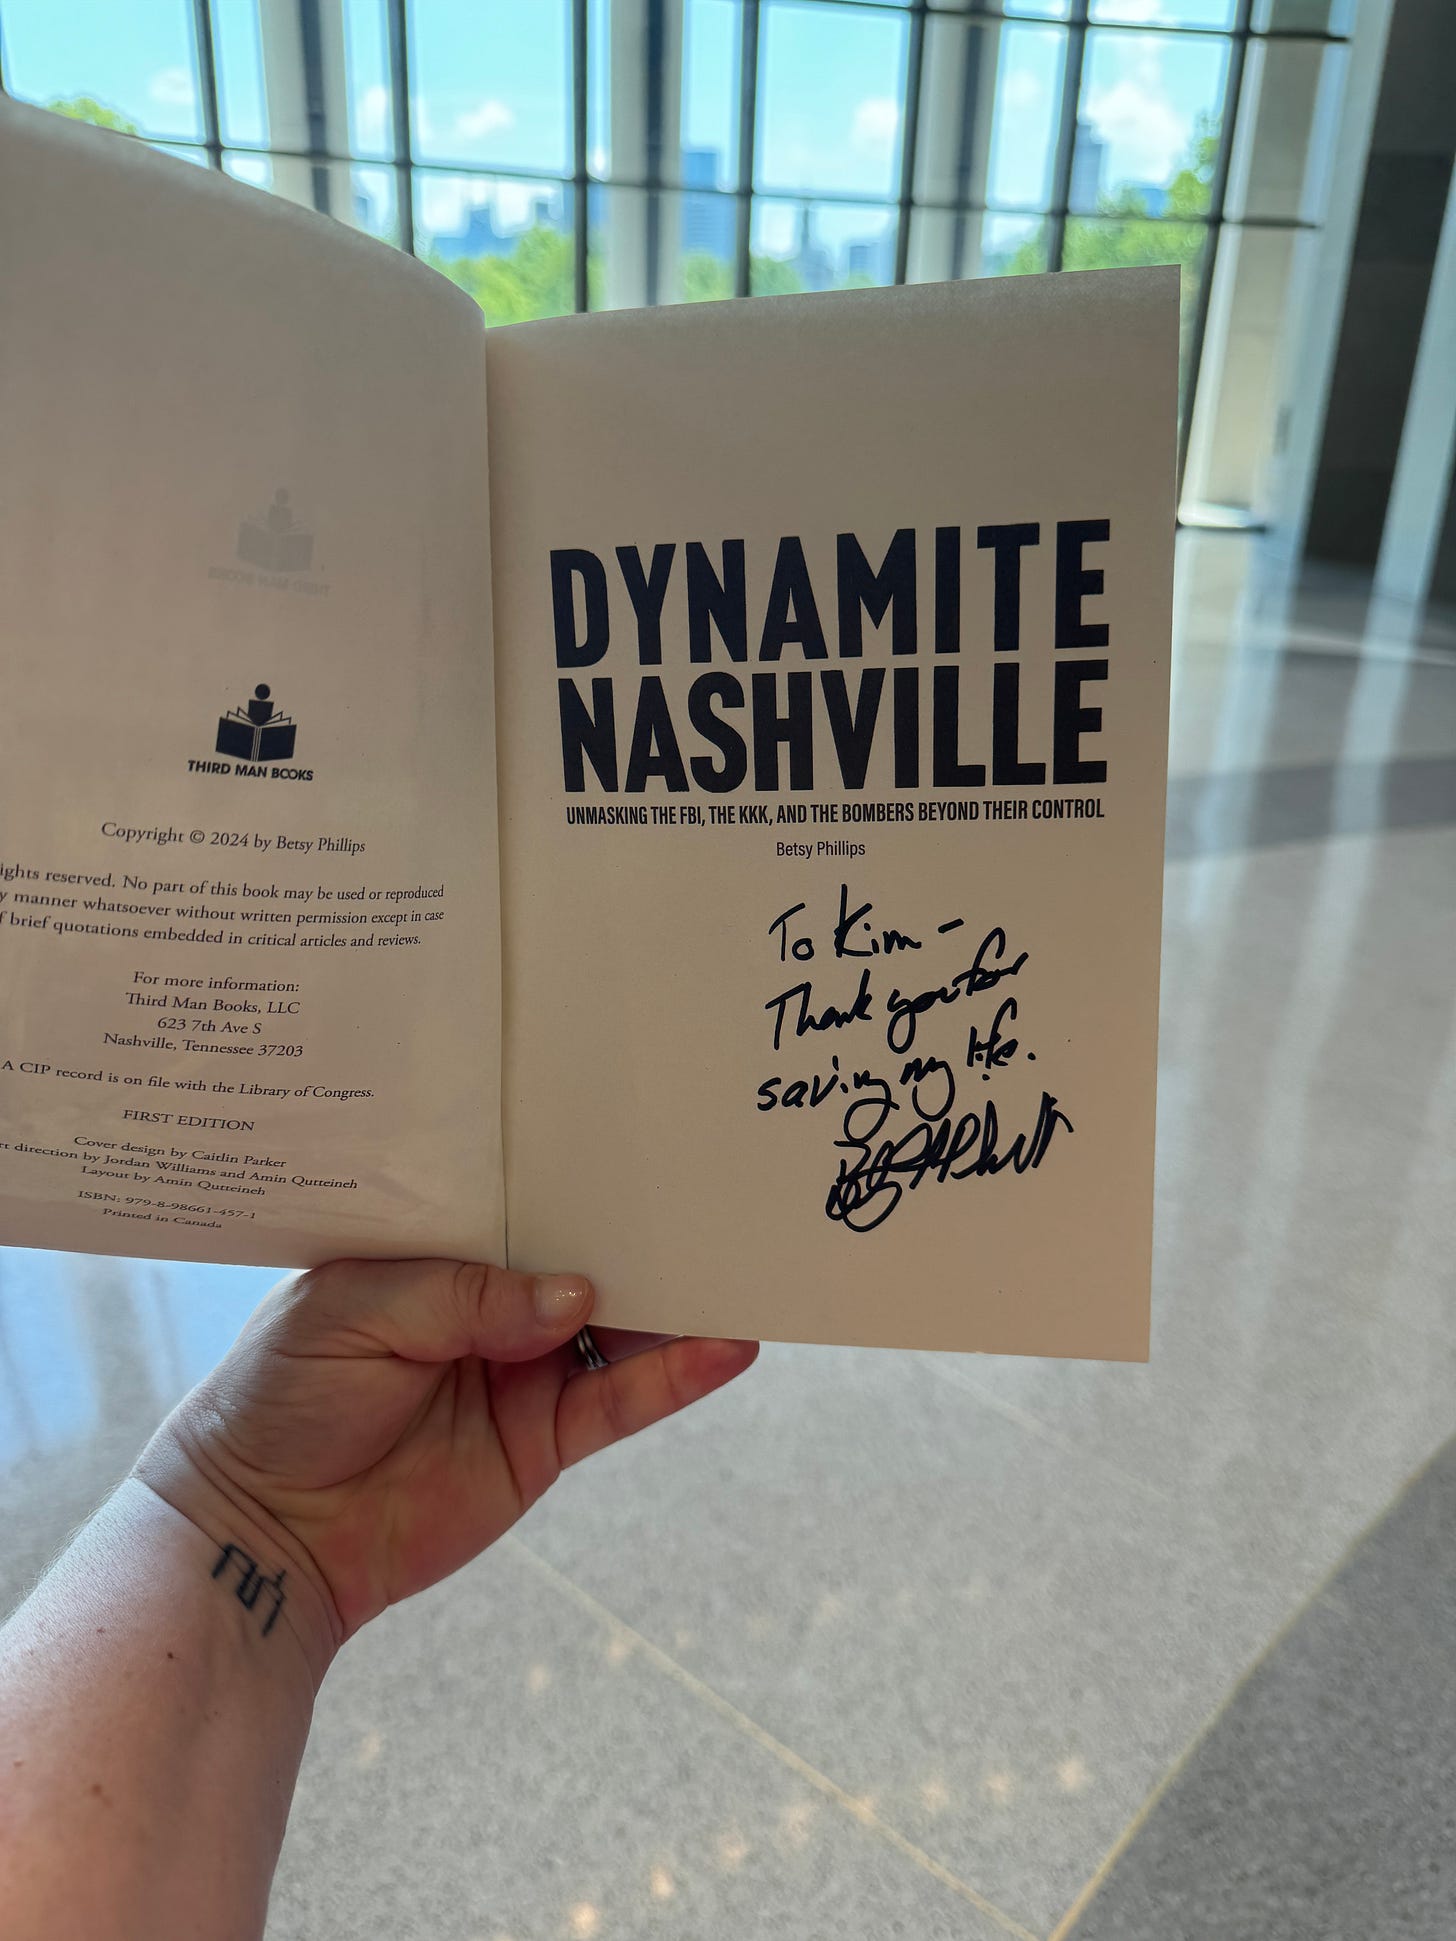 THIRD MAN BOOKS
Copyright © 2024 by Betsy Phillips
ights reserved. No part of this book may be used or reproduced
y manner whatsoever without written permission except in case
f brief quotations embedded in critical articles and reviews.
For more information:
Third Man Books, LLC
623 7th Ave S
Nashville, Tennessee 37203
A CIP record is on file with the Library of Congress.
FIRST EDITION
Cover design by Caitlin Parker
rt direction by Jordan Williams and Amin Qutteineh
Layout by Amin Qutteineh
ISBN: 979-8-98661-457-1
Printed in Canada
DYNAMITE
NASHVILLE
UNMASKING THE FBI, THE KKK, AND THE BOMBERS BEYOND THEIR CONTROL
Betsy Phillips
To Kim -
Thank you for
saving my life.